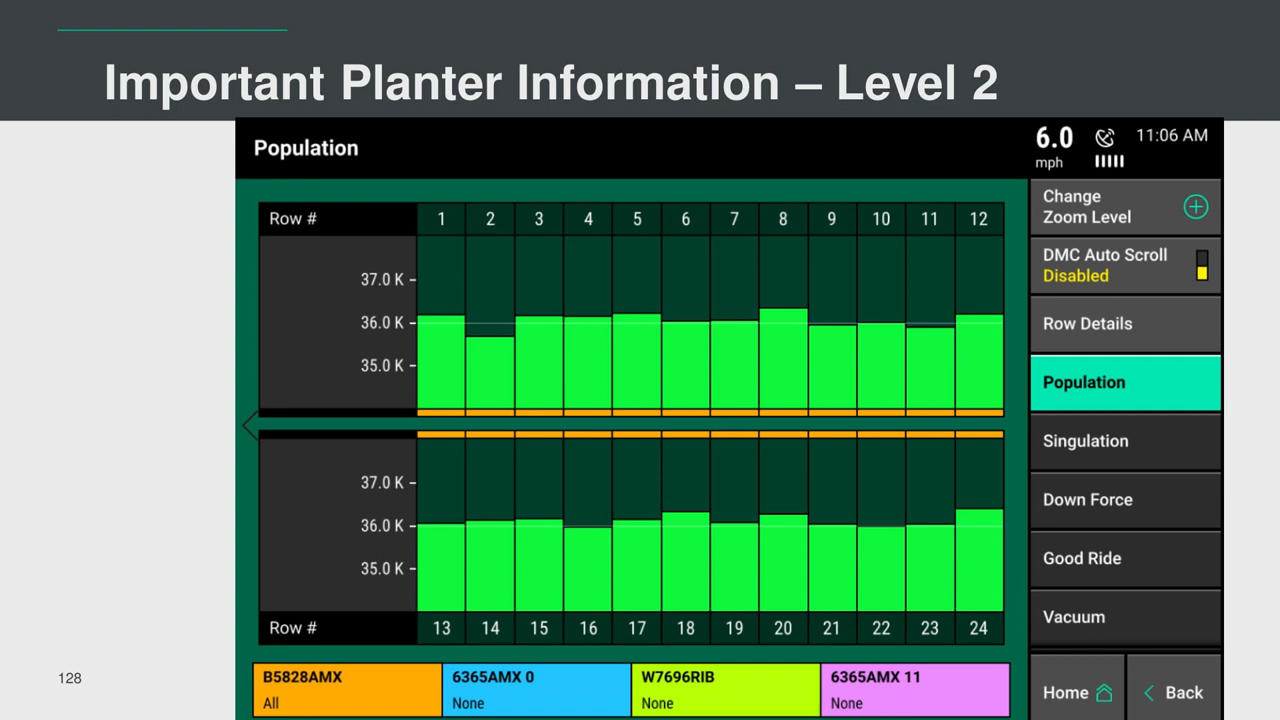 Important Planter Information – Level 2
Population
6.0
mph
11:06 AM
Row # 1 2 3 4 5 6 7 8 9 10 11 12
37.0 K
36.0 K
35.0 K
37.0 K
36.0 K
35.0 K
Row # 13 14 15 16 17 18 19 20 21 22 23 24
B5828AMX
All
6365AMX 0
None
W7696RIB
None
6365AMX 11
None
Change
Zoom Level
DMC Auto Scroll
Disabled
Row Details
Population
Singulation
Down Force
Good Ride
Vacuum
Home
Back
128